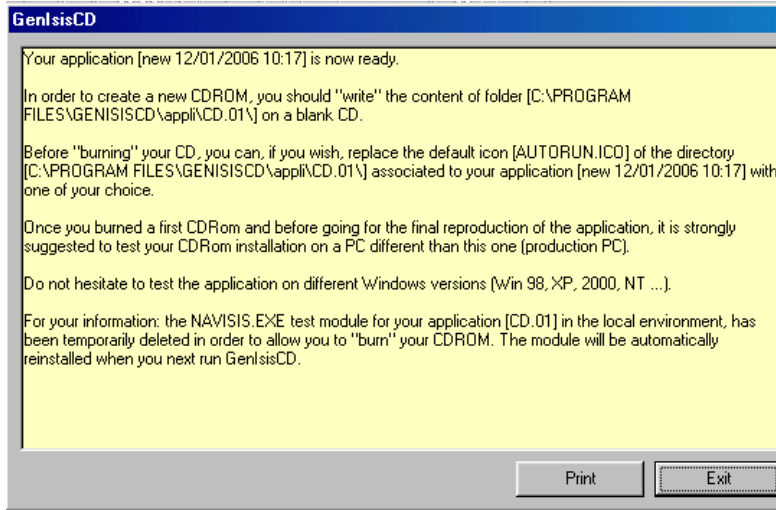 GenIsisCD
Your application [new 12/01/2006 10:17] is now ready.
In order to create a new CDROM, you should "write" the content of folder [C:\PROGRAM
FILES\GENISISCD\appli\CD.01\] on a blank CD.
Before "burning" your CD, you can, if you wish, replace the default icon [AUTORUN.ICO] of the directory
[C:\PROGRAM FILES\GENISISCD\appli\CD.01\] associated to your application [new 12/01/2006 10:17] with
one of your choice.
Once you burned a first CDRom and before going for the final reproduction of the application, it is strongly
suggested to test your CDRom installation on a PC different than this one (production PC).
Do not hesitate to test the application on different Windows versions (Win 98, XP, 2000, NT ...).
For your information: the NAVISIS.EXE test module for your application [CD.01] in the local environment, has
been temporarily deleted in order to allow you to "burn" your CDROM. The module will be automatically
reinstalled when you next run GenIsisCD.
Print
Exit